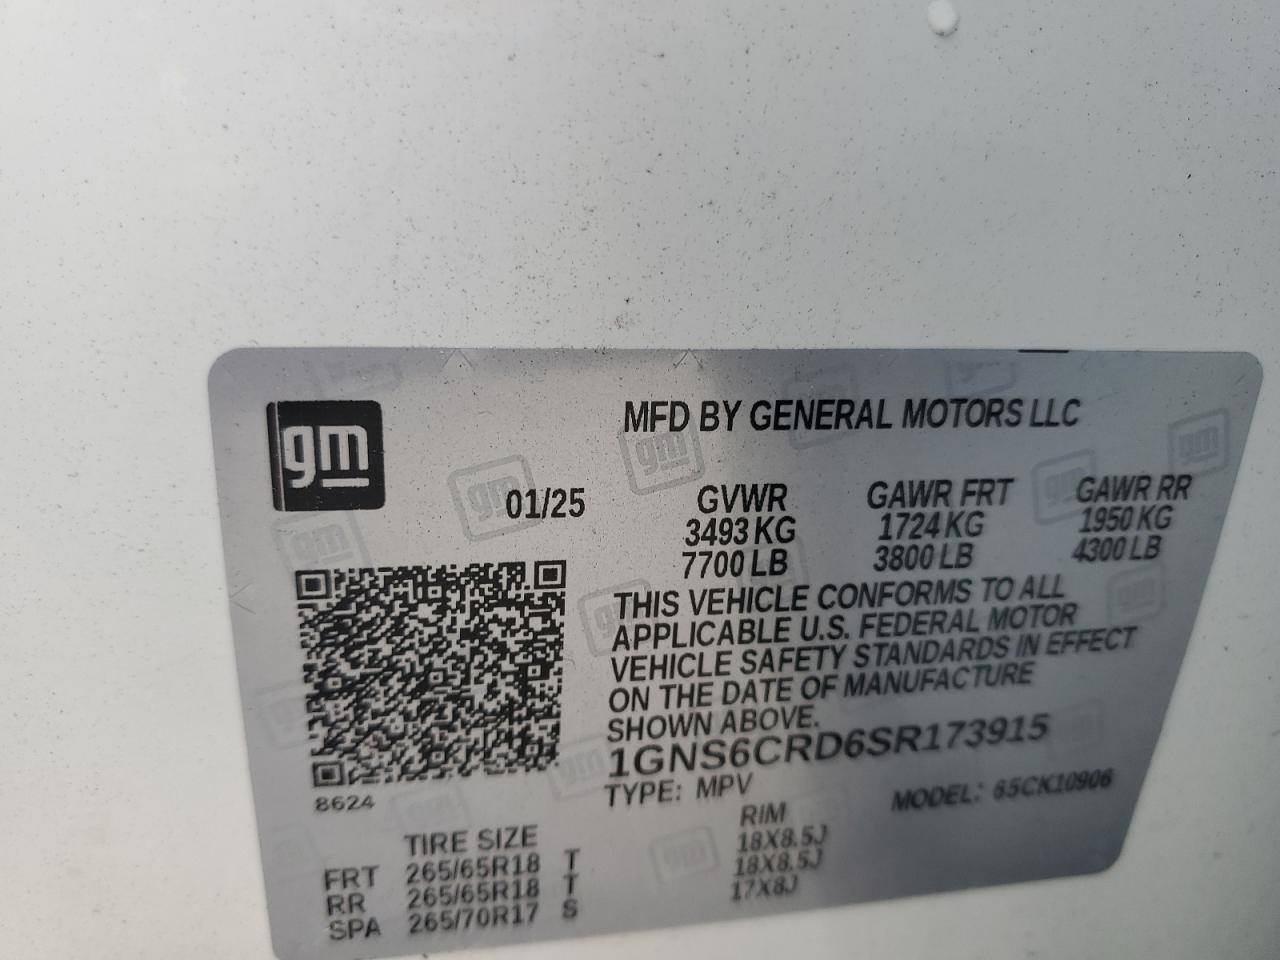 gm
MFD BY GENERAL MOTORS LLC
01/25
GVWR GAWR FRT GAWR RR
3493 KG 1724 KG 1950 KG
7700 LB 3800 LB 4300 LB
THIS VEHICLE CONFORMS TO ALL
APPLICABLE U.S. FEDERAL MOTOR
VEHICLE SAFETY STANDARDS IN EFFECT
ON THE DATE OF MANUFACTURE
SHOWN ABOVE.
1GNS6CRD6SR173915
TYPE: MPV MODEL: 65CK10906
8624
TIRE SIZE RIM
FRT 265/65R18 T 18X8.5J
RR 265/65R18 T 18X8.5J
SPA 265/70R17 S 17X8J